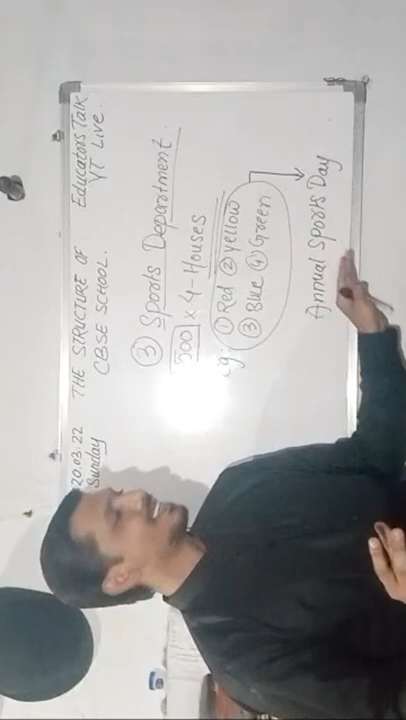 20.03.22 THE STRUCTURE OF Educators Talk
Sunday CBSE SCHOOL. YT Live.
③ Sports Department.
500 × 4-Houses
eg: ① Red ② yellow
③ Blue ④ Green.
Annual Sports Day